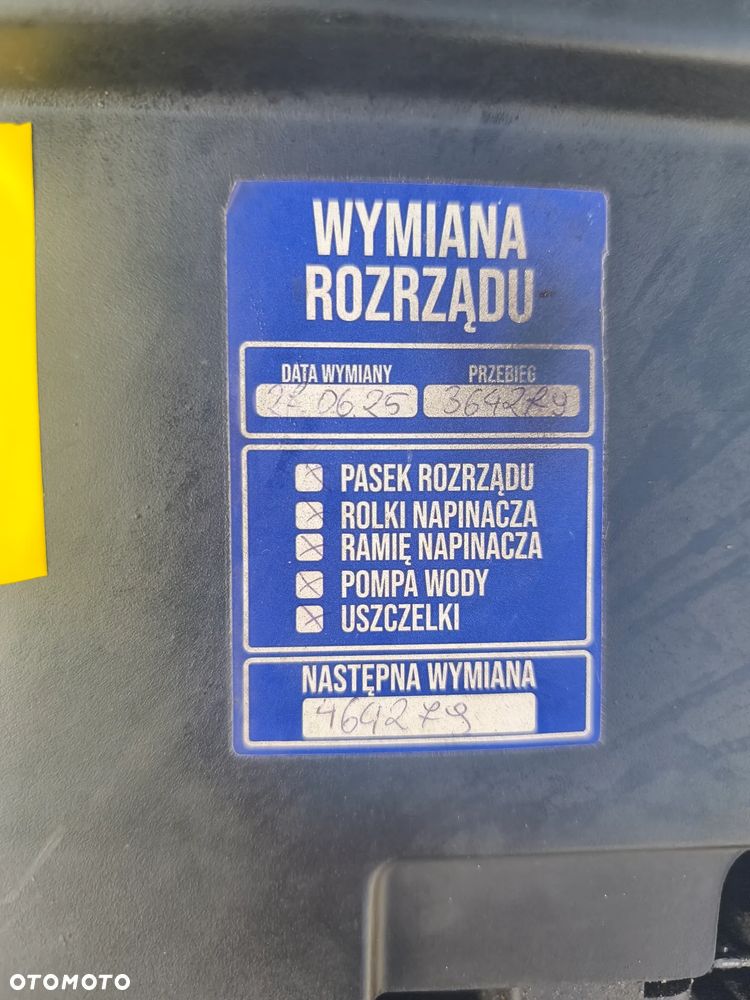 WYMIANA
ROZRZĄDU
DATA WYMIANY PRZEBIEG
27 06 25 364279
PASEK ROZRZĄDU
ROLKI NAPINACZA
RAMIĘ NAPINACZA
POMPA WODY
USZCZELKI
NASTĘPNA WYMIANA
464279
OTOMOTO